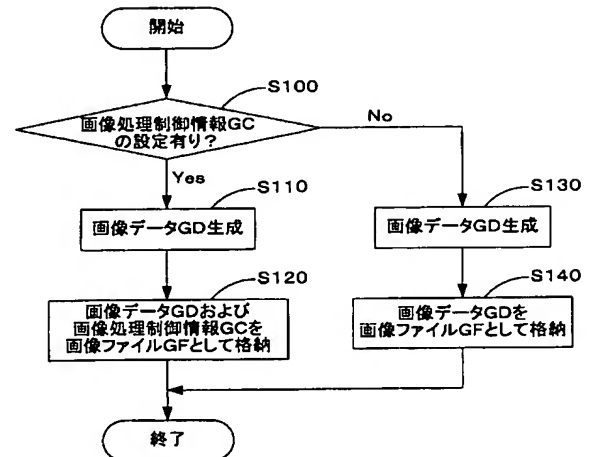 開始
S100
画像処理制御情報GC
の設定有り?
No
Yes
S110
画像データGD生成
S130
画像データGD生成
S120
画像データGDおよび
画像処理制御情報GCを
画像ファイルGFとして格納
S140
画像データGDを
画像ファイルGFとして格納
終了